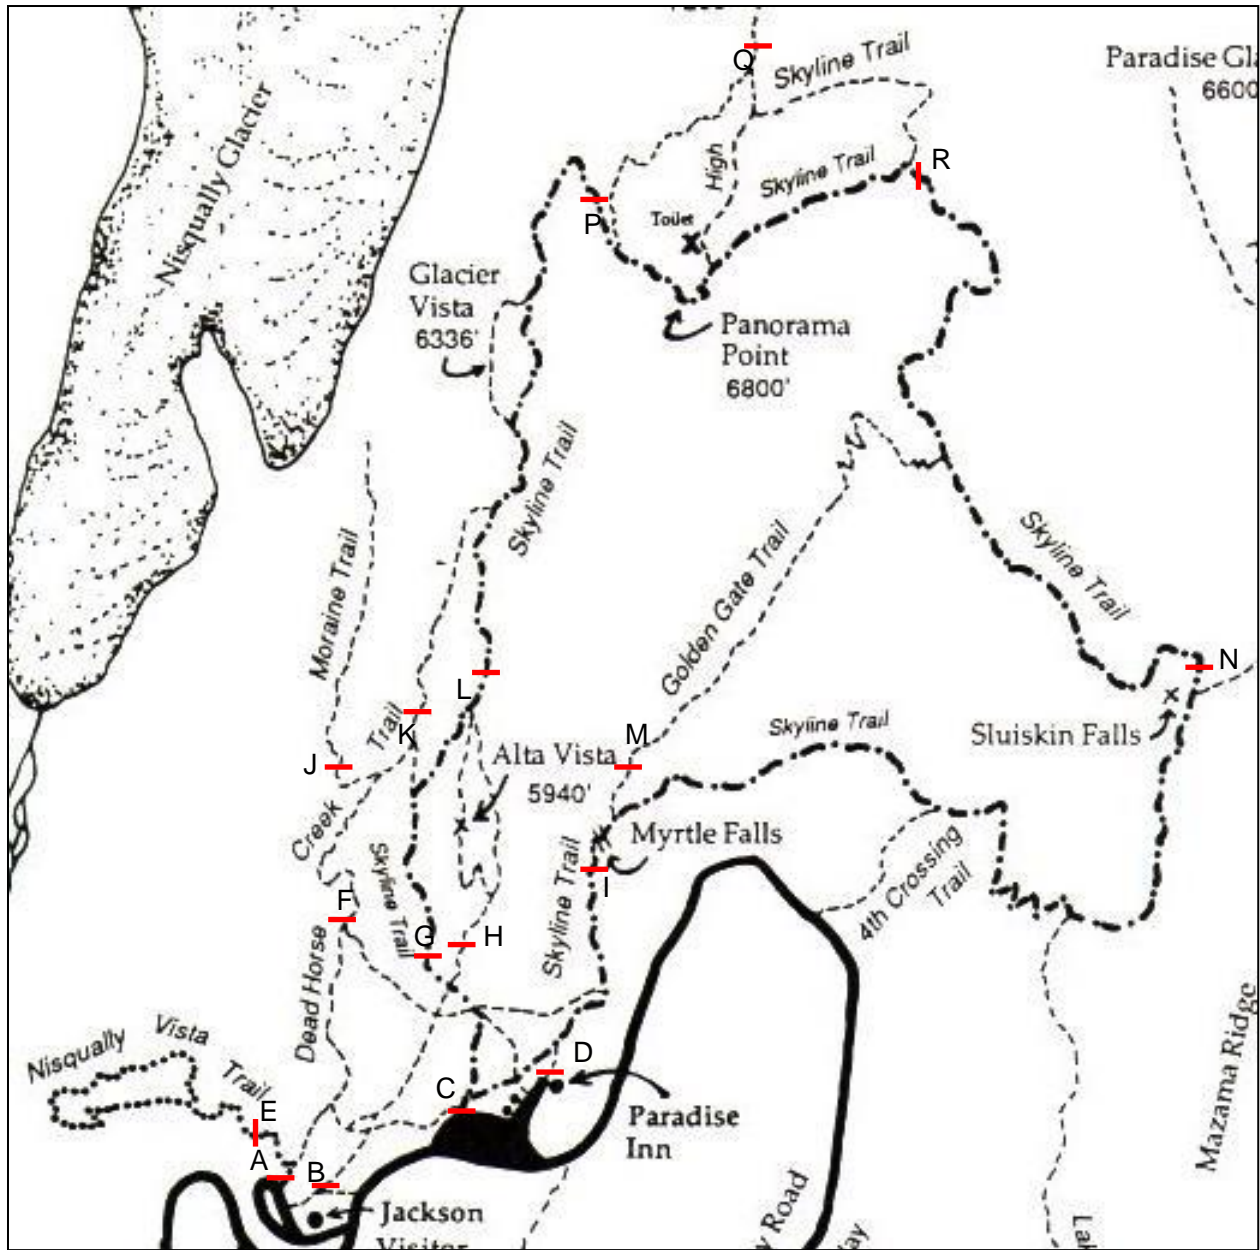 Q
Skyline Trail
Paradise Gla
6600
Nisqually Glacier
High
Skyline Trail
R
Toilet
P
Glacier
Vista
6336'
Panorama
Point
6800'
Skyline Trail
Moraine Trail
Golden Gate Trail
Skyline Trail
N
L
K
Trail
J
M
Alta Vista
5940'
Skyline Trail
Sluiskin Falls
Creek
Myrtle Falls
Skyline Trail
Skyline Trail
I
4th Crossing
Trail
F
G
H
Dead Horse
Nisqually Vista Trail
Mazama Ridge
E
D
C
Paradise
Inn
A
B
Jackson
Visitor
y Road
Lak
lay